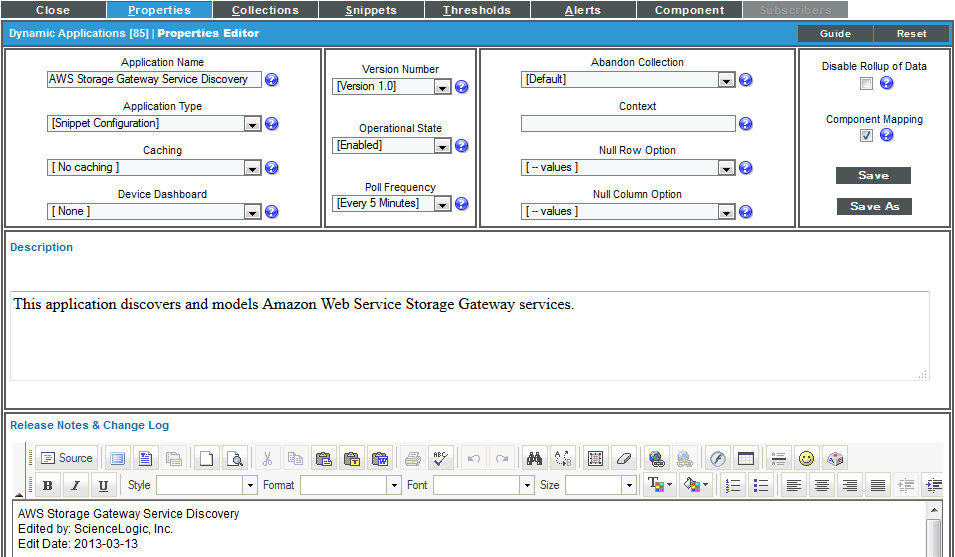 Close Properties Collections Snippets Thresholds Alerts Component Subscribers
Dynamic Applications [85] | Properties Editor Guide Reset
Application Name
AWS Storage Gateway Service Discovery
Application Type
[Snippet Configuration]
Caching
[ No caching ]
Device Dashboard
[ None ]
Version Number
[Version 1.0]
Operational State
[Enabled]
Poll Frequency
[Every 5 Minutes]
Abandon Collection
[Default]
Context
Null Row Option
[ -- values ]
Null Column Option
[ -- values ]
Disable Rollup of Data
Component Mapping
Save
Save As
Description
This application discovers and models Amazon Web Service Storage Gateway services.
Release Notes & Change Log
Source
B I U Style Format Font Size
AWS Storage Gateway Service Discovery
Edited by: ScienceLogic, Inc.
Edit Date: 2013-03-13